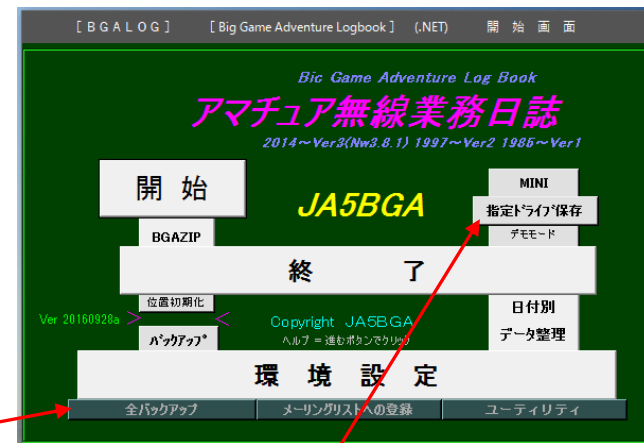 [BGALOG] [Big Game Adventure Logbook] (.NET) 開始画面
Bic Game Adventure Log Book
アマチュア無線業務日誌
2014～Ver3(Nw3.8.1) 1997～Ver2 1985～Ver1
開 始
JA5BGA
MINI
指定ドライブ保存
BGAZIP
デモモード
終 了
位置初期化
Ver 20160928a > <
Copyright JA5BGA
日付別
データ整理
バックアップ
ヘルプ = 進むボタンでクリック
環 境 設 定
全バックアップ
メーリングリストへの登録
ユーティリティ